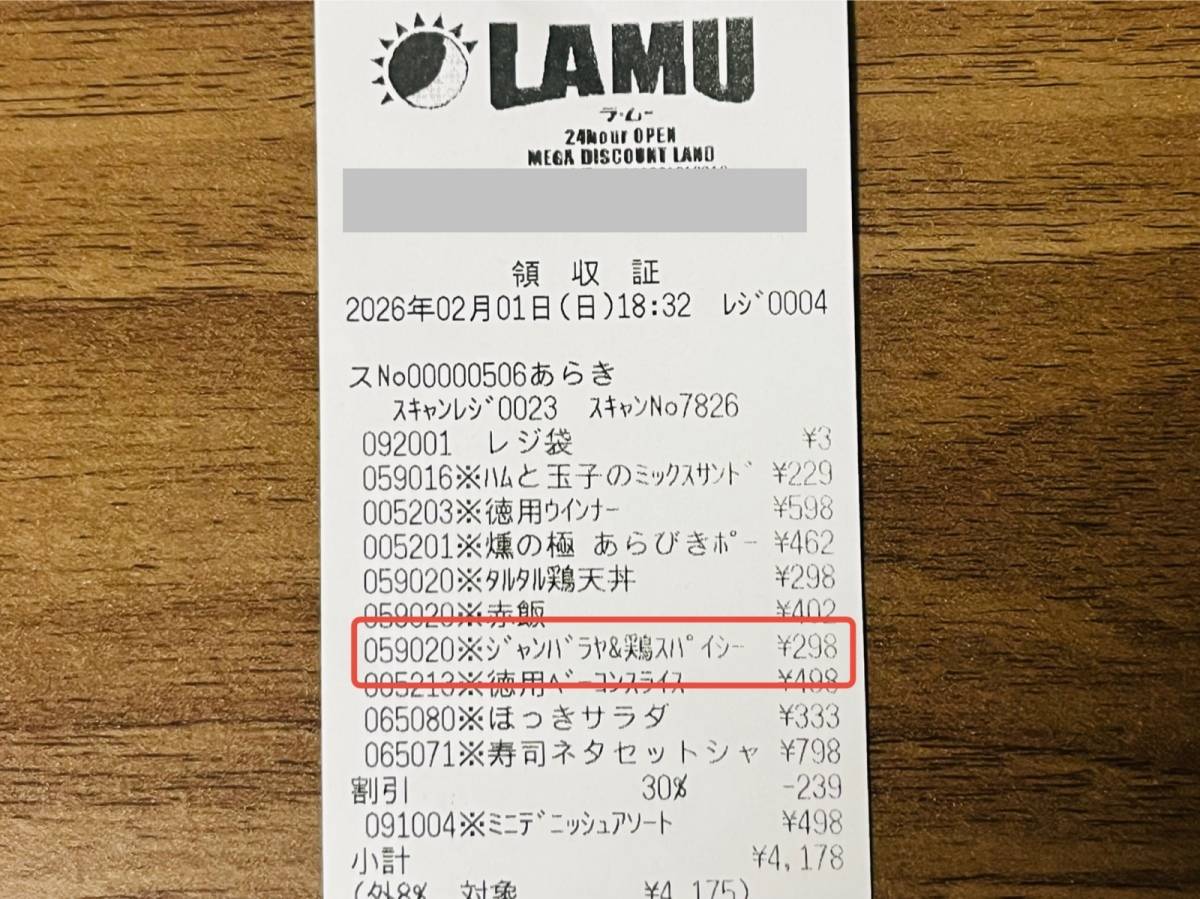 LAMU
ラ・ムー
24Hour OPEN
MEGA DISCOUNT LAND
領収証
2026年02月01日(日)18:32 ﾚｼﾞ0004
スNo00000506あらき
ｽｷｬﾝﾚｼﾞ0023 ｽｷｬﾝNo7826
092001 レジ袋 ¥3
059016※ﾊﾑと玉子のﾐｯｸｽｻﾝﾄﾞ ¥229
005203※徳用ｳｲﾝﾅｰ ¥598
005201※燻の極 あらびきﾎﾟｰ ¥462
059020※ﾀﾙﾀﾙ鶏天丼 ¥298
059020※赤飯 ¥402
059020※ｼﾞｬﾝﾊﾞﾗﾔ&鶏ｽﾊﾟｲｼｰ ¥298
005213※徳用ﾍﾞｰｺﾝｽﾗｲｽ ¥498
065080※ほっきサラダ ¥333
065071※寿司ネタセットシャ ¥798
割引 30% -239
091004※ﾐﾆﾃﾞﾆｯｼｭｱｿｰﾄ ¥498
小計 ¥4,178
(外8% 対象 ¥4,175)